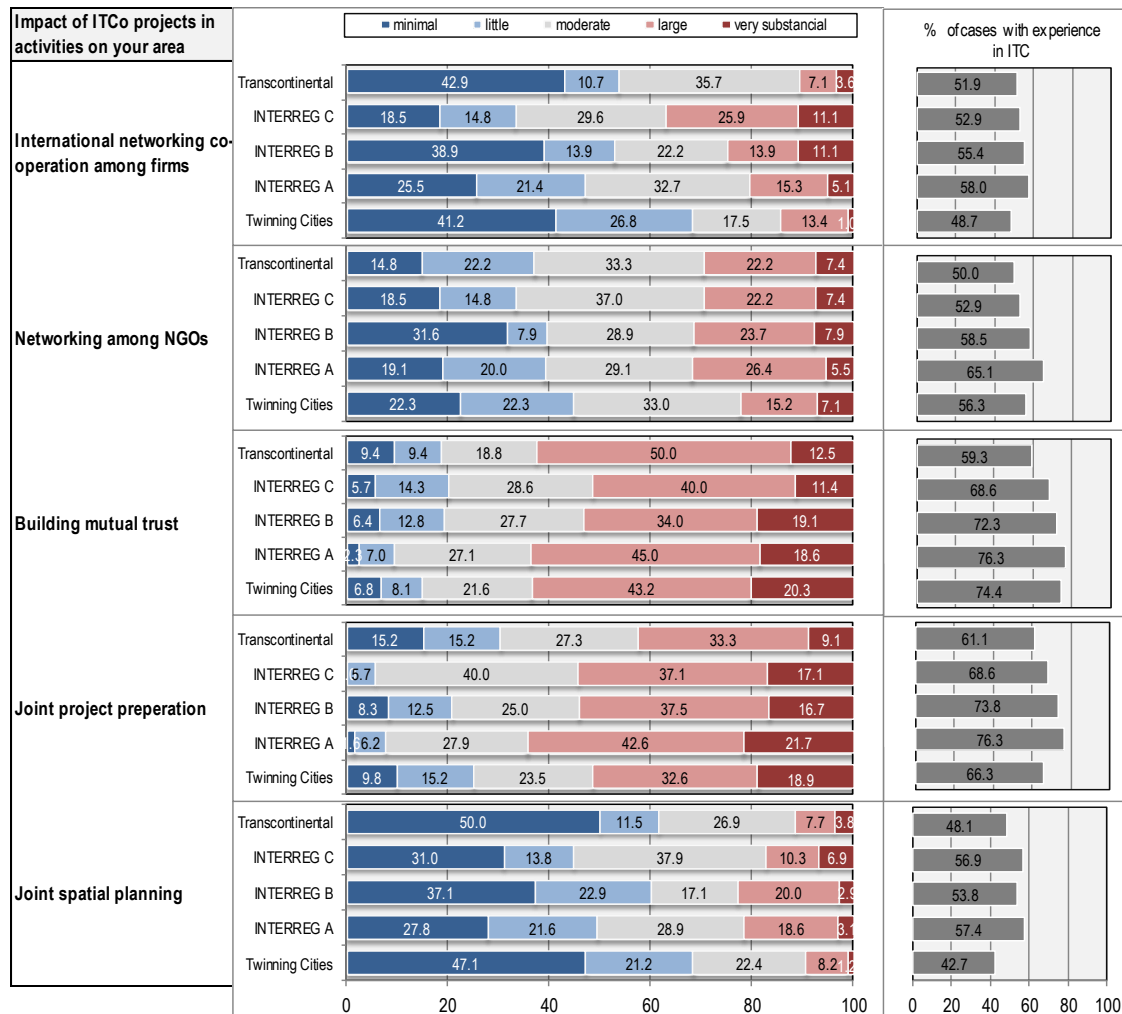 Impact of ITCo projects in activities on your area
minimal little moderate large very substancial
% of cases with experience in ITC
International networking co-operation among firms
Transcontinental 42.9 10.7 35.7 7.1 3.6 51.9
INTERREG C 18.5 14.8 29.6 25.9 11.1 52.9
INTERREG B 38.9 13.9 22.2 13.9 11.1 55.4
INTERREG A 25.5 21.4 32.7 15.3 5.1 58.0
Twinning Cities 41.2 26.8 17.5 13.4 1.0 48.7
Networking among NGOs
Transcontinental 14.8 22.2 33.3 22.2 7.4 50.0
INTERREG C 18.5 14.8 37.0 22.2 7.4 52.9
INTERREG B 31.6 7.9 28.9 23.7 7.9 58.5
INTERREG A 19.1 20.0 29.1 26.4 5.5 65.1
Twinning Cities 22.3 22.3 33.0 15.2 7.1 56.3
Building mutual trust
Transcontinental 9.4 9.4 18.8 50.0 12.5 59.3
INTERREG C 5.7 14.3 28.6 40.0 11.4 68.6
INTERREG B 6.4 12.8 27.7 34.0 19.1 72.3
INTERREG A 2.3 7.0 27.1 45.0 18.6 76.3
Twinning Cities 6.8 8.1 21.6 43.2 20.3 74.4
Joint project preperation
Transcontinental 15.2 15.2 27.3 33.3 9.1 61.1
INTERREG C 5.7 40.0 37.1 17.1 68.6
INTERREG B 8.3 12.5 25.0 37.5 16.7 73.8
INTERREG A 6.2 27.9 42.6 21.7 76.3
Twinning Cities 9.8 15.2 23.5 32.6 18.9 66.3
Joint spatial planning
Transcontinental 50.0 11.5 26.9 7.7 3.8 48.1
INTERREG C 31.0 13.8 37.9 10.3 6.9 56.9
INTERREG B 37.1 22.9 17.1 20.0 2.9 53.8
INTERREG A 27.8 21.6 28.9 18.6 3.1 57.4
Twinning Cities 47.1 21.2 22.4 8.2 1.2 42.7
0 20 40 60 80 100
0 20 40 60 80 100